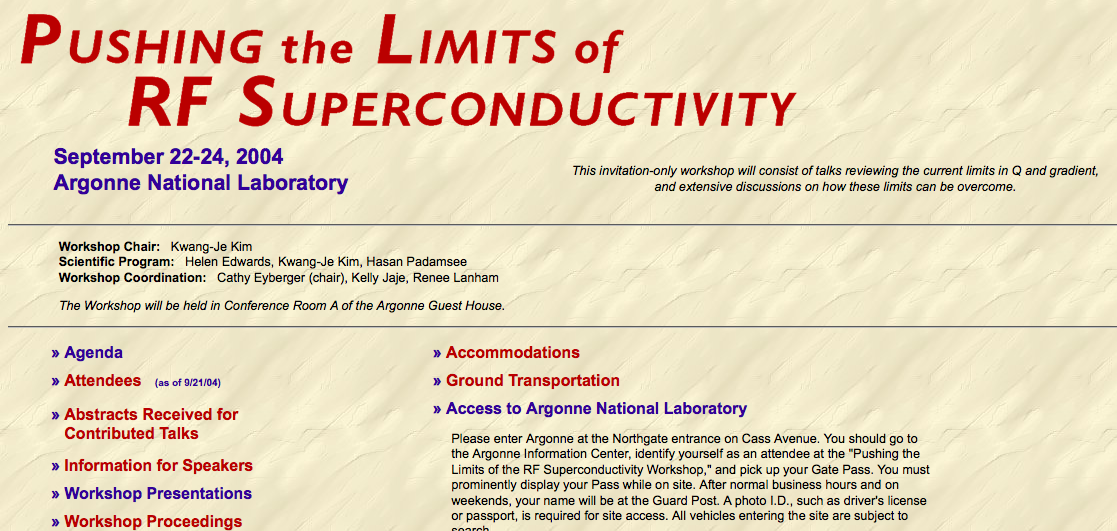 PUSHING the LIMITS of
RF SUPERCONDUCTIVITY
September 22-24, 2004
Argonne National Laboratory
This invitation-only workshop will consist of talks reviewing the current limits in Q and gradient,
and extensive discussions on how these limits can be overcome.
Workshop Chair: Kwang-Je Kim
Scientific Program: Helen Edwards, Kwang-Je Kim, Hasan Padamsee
Workshop Coordination: Cathy Eyberger (chair), Kelly Jaje, Renee Lanham
The Workshop will be held in Conference Room A of the Argonne Guest House.
» Agenda
» Attendees (as of 9/21/04)
» Abstracts Received for
Contributed Talks
» Information for Speakers
» Workshop Presentations
» Workshop Proceedings
» Accommodations
» Ground Transportation
» Access to Argonne National Laboratory
Please enter Argonne at the Northgate entrance on Cass Avenue. You should go to
the Argonne Information Center, identify yourself as an attendee at the "Pushing the
Limits of the RF Superconductivity Workshop," and pick up your Gate Pass. You must
prominently display your Pass while on site. After normal business hours and on
weekends, your name will be at the Guard Post. A photo I.D., such as driver's license
or passport, is required for site access. All vehicles entering the site are subject to
search.